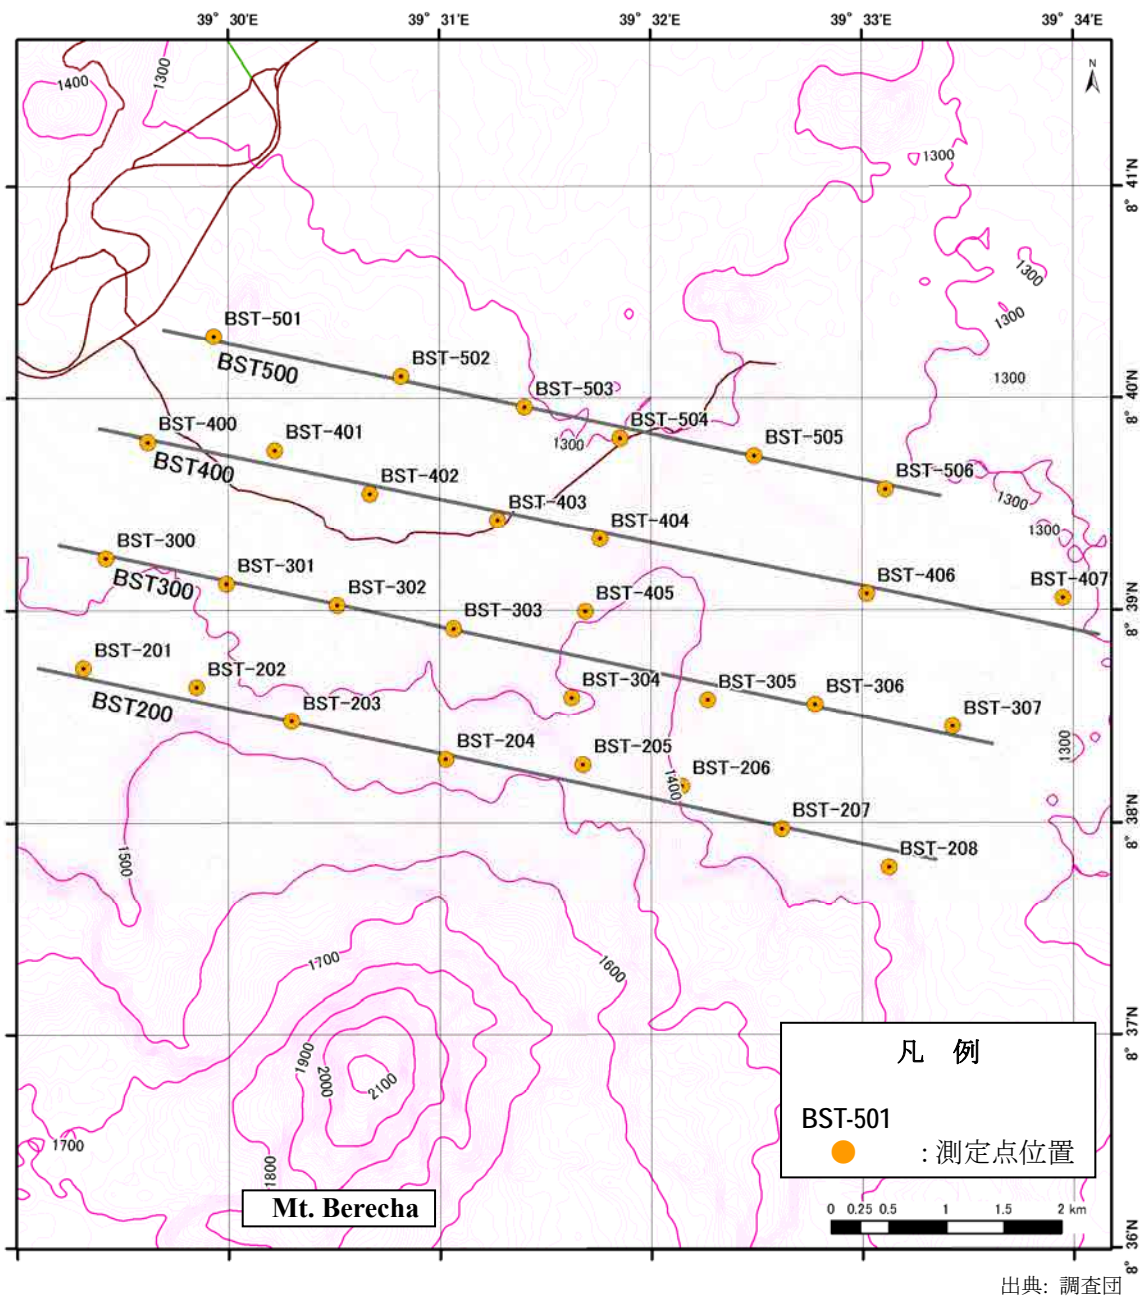 39° 30'E
39° 31'E
39° 32'E
39° 33'E
39° 34'E
N
1400
1300
1300
8° 41'N
1300
1300
BST-501
BST500
BST-502
1300
BST-503
8° 40'N
BST-504
1300
BST-505
BST-506
1300
1300
BST-400
BST400
BST-401
BST-402
BST-403
BST-404
BST-406
BST-407
8° 39'N
BST-300
BST300
BST-301
BST-302
BST-303
BST-405
BST-304
BST-305
BST-306
BST-307
1300
BST-201
BST200
BST-202
BST-203
BST-204
BST-205
BST-206
1400
BST-207
BST-208
8° 38'N
1500
1700
1600
1900
2000
2100
8° 37'N
1700
1800
Mt. Berecha
凡 例
BST-501
: 測定点位置
0 0.25 0.5 1 1.5 2 km
8° 36'N
出典: 調査団